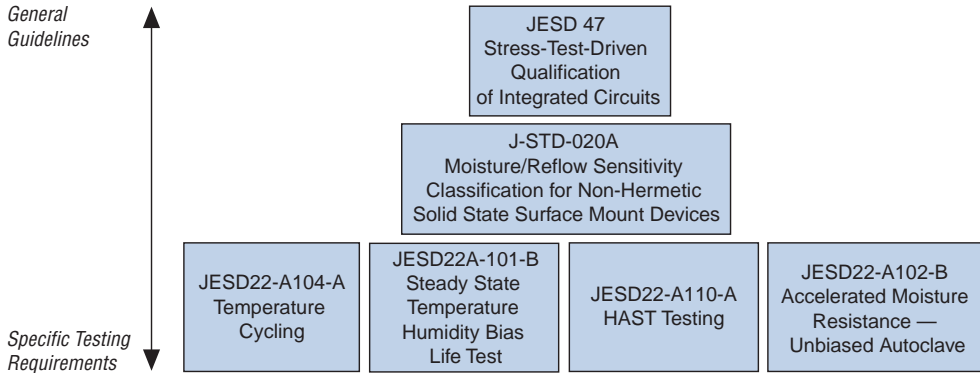 General
Guidelines
JESD 47
Stress-Test-Driven
Qualification
of Integrated Circuits
J-STD-020A
Moisture/Reflow Sensitivity
Classification for Non-Hermetic
Solid State Surface Mount Devices
JESD22-A104-A
Temperature
Cycling
JESD22A-101-B
Steady State
Temperature
Humidity Bias
Life Test
JESD22-A110-A
HAST Testing
JESD22-A102-B
Accelerated Moisture
Resistance —
Unbiased Autoclave
Specific Testing
Requirements